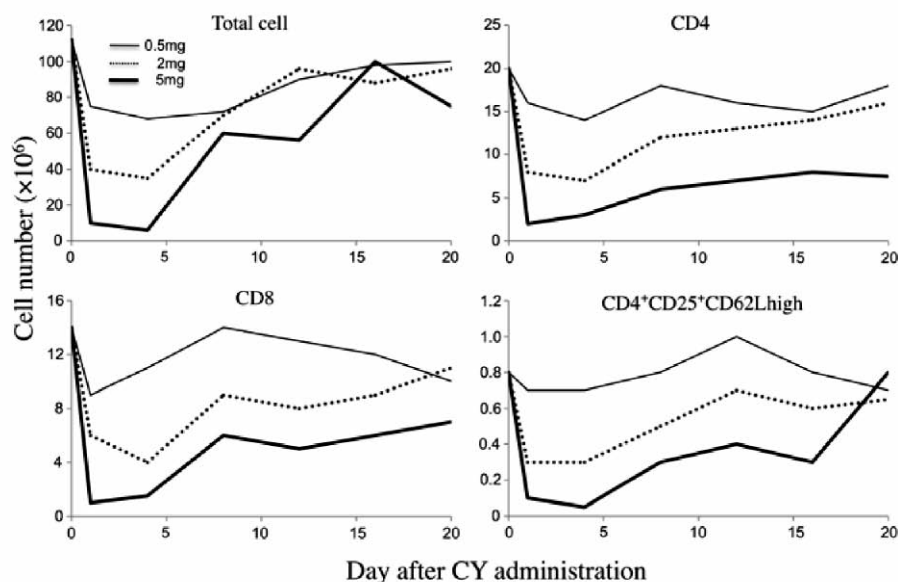 Total cell
120
100
80
60
40
20
0
0 5 10 15 20
0.5mg
2mg
5mg
CD4
25
20
15
10
5
0
0 5 10 15 20
CD8
16
12
8
4
0
0 5 10 15 20
CD4⁺CD25⁺CD62Lhigh
1.2
1.0
0.8
0.6
0.4
0.2
0
0 5 10 15 20
Cell number (×10⁶)
Day after CY administration